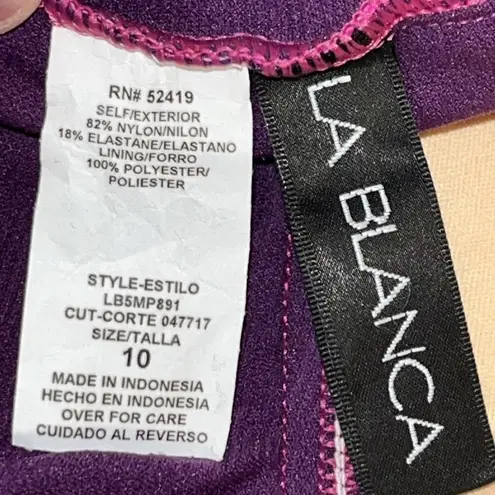 RN# 52419
SELF/EXTERIOR
82% NYLON/NILON
18% ELASTANE/ELASTANO
LINING/FORRO
100% POLYESTER/
POLIESTER
STYLE-ESTILO
LB5MP891
CUT-CORTE 047717
SIZE/TALLA
10
MADE IN INDONESIA
HECHO EN INDONESIA
OVER FOR CARE
CUIDADO AL REVERSO
LA BLANCA